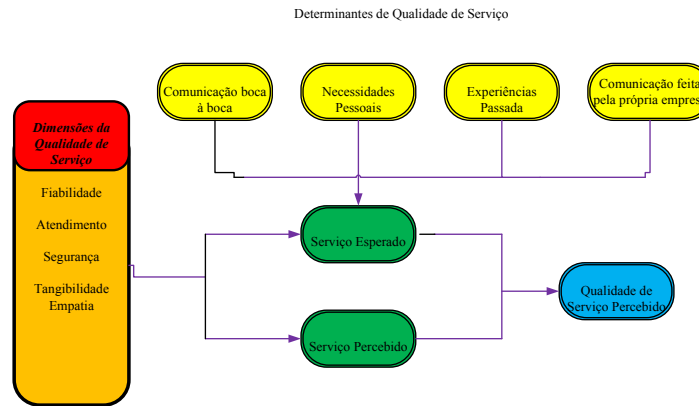 Determinantes de Qualidade de Serviço
Comunicação boca
à boca
Necessidades
Pessoais
Experiências
Passada
Comunicação feita
pela própria empres
Dimensões da
Qualidade de
Serviço
Fiabilidade
Atendimento
Segurança
Tangibilidade
Empatia
Serviço Esperado
Serviço Percebido
Qualidade de
Serviço Percebido